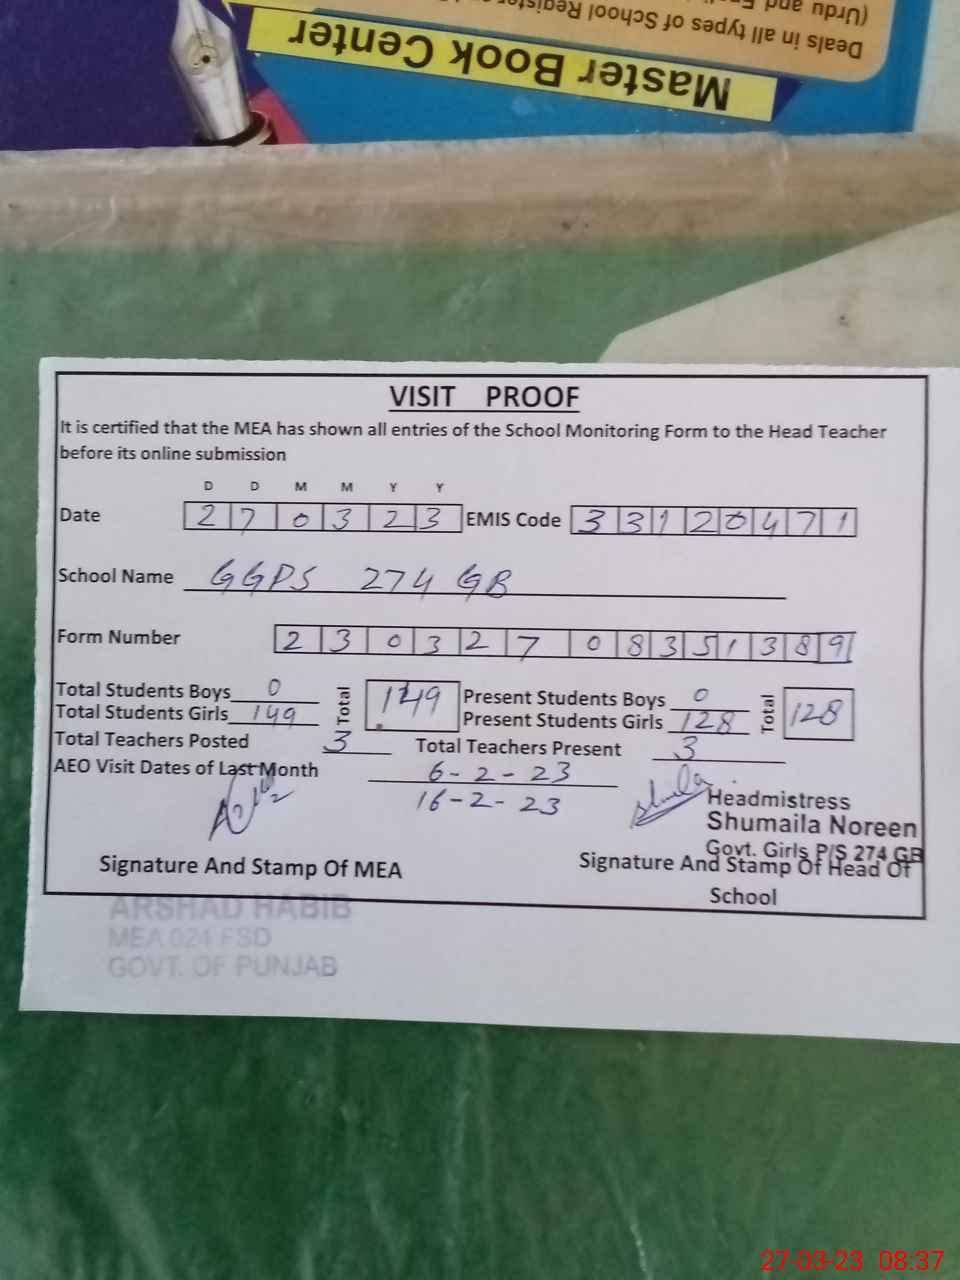 (Urdu and
Deals in all types of School Register
Master Book Center
VISIT PROOF
It is certified that the MEA has shown all entries of the School Monitoring Form to the Head Teacher
before its online submission
D D M M Y Y
Date 2 7 0 3 2 3 EMIS Code 3 3 1 2 0 4 7 1
School Name GGPS 274 GB
Form Number 2 3 0 3 2 7 0 8 3 5 1 3 8 9
Total Students Boys 0 Total 149 Present Students Boys 0 Total 128
Total Students Girls 149 Present Students Girls 128
Total Teachers Posted 3 Total Teachers Present 3
AEO Visit Dates of Last Month 6-2-23
16-2-23
Headmistress
Shumaila Noreen
Govt. Girls P/S 274 GB
Signature And Stamp Of MEA Signature And Stamp Of Head Of
School
ARSHAD HABIB
MEA 024 FSD
GOVT. OF PUNJAB
27-03-23 08:37